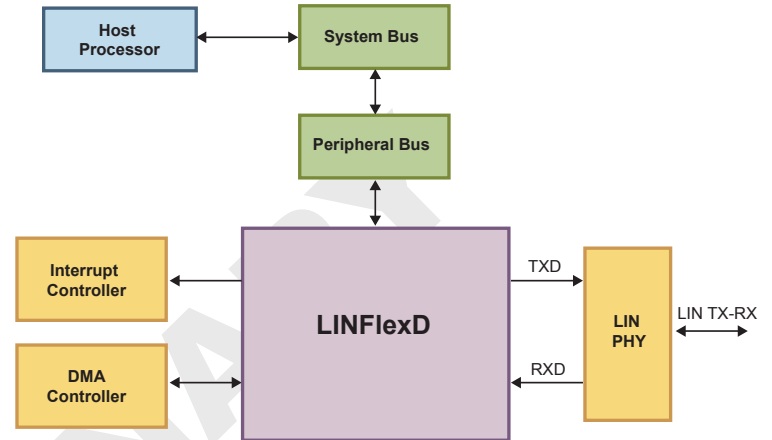 Host
Processor
System Bus
Peripheral Bus
Interrupt
Controller
LINFlexD
TXD
LIN
PHY
LIN TX-RX
DMA
Controller
RXD